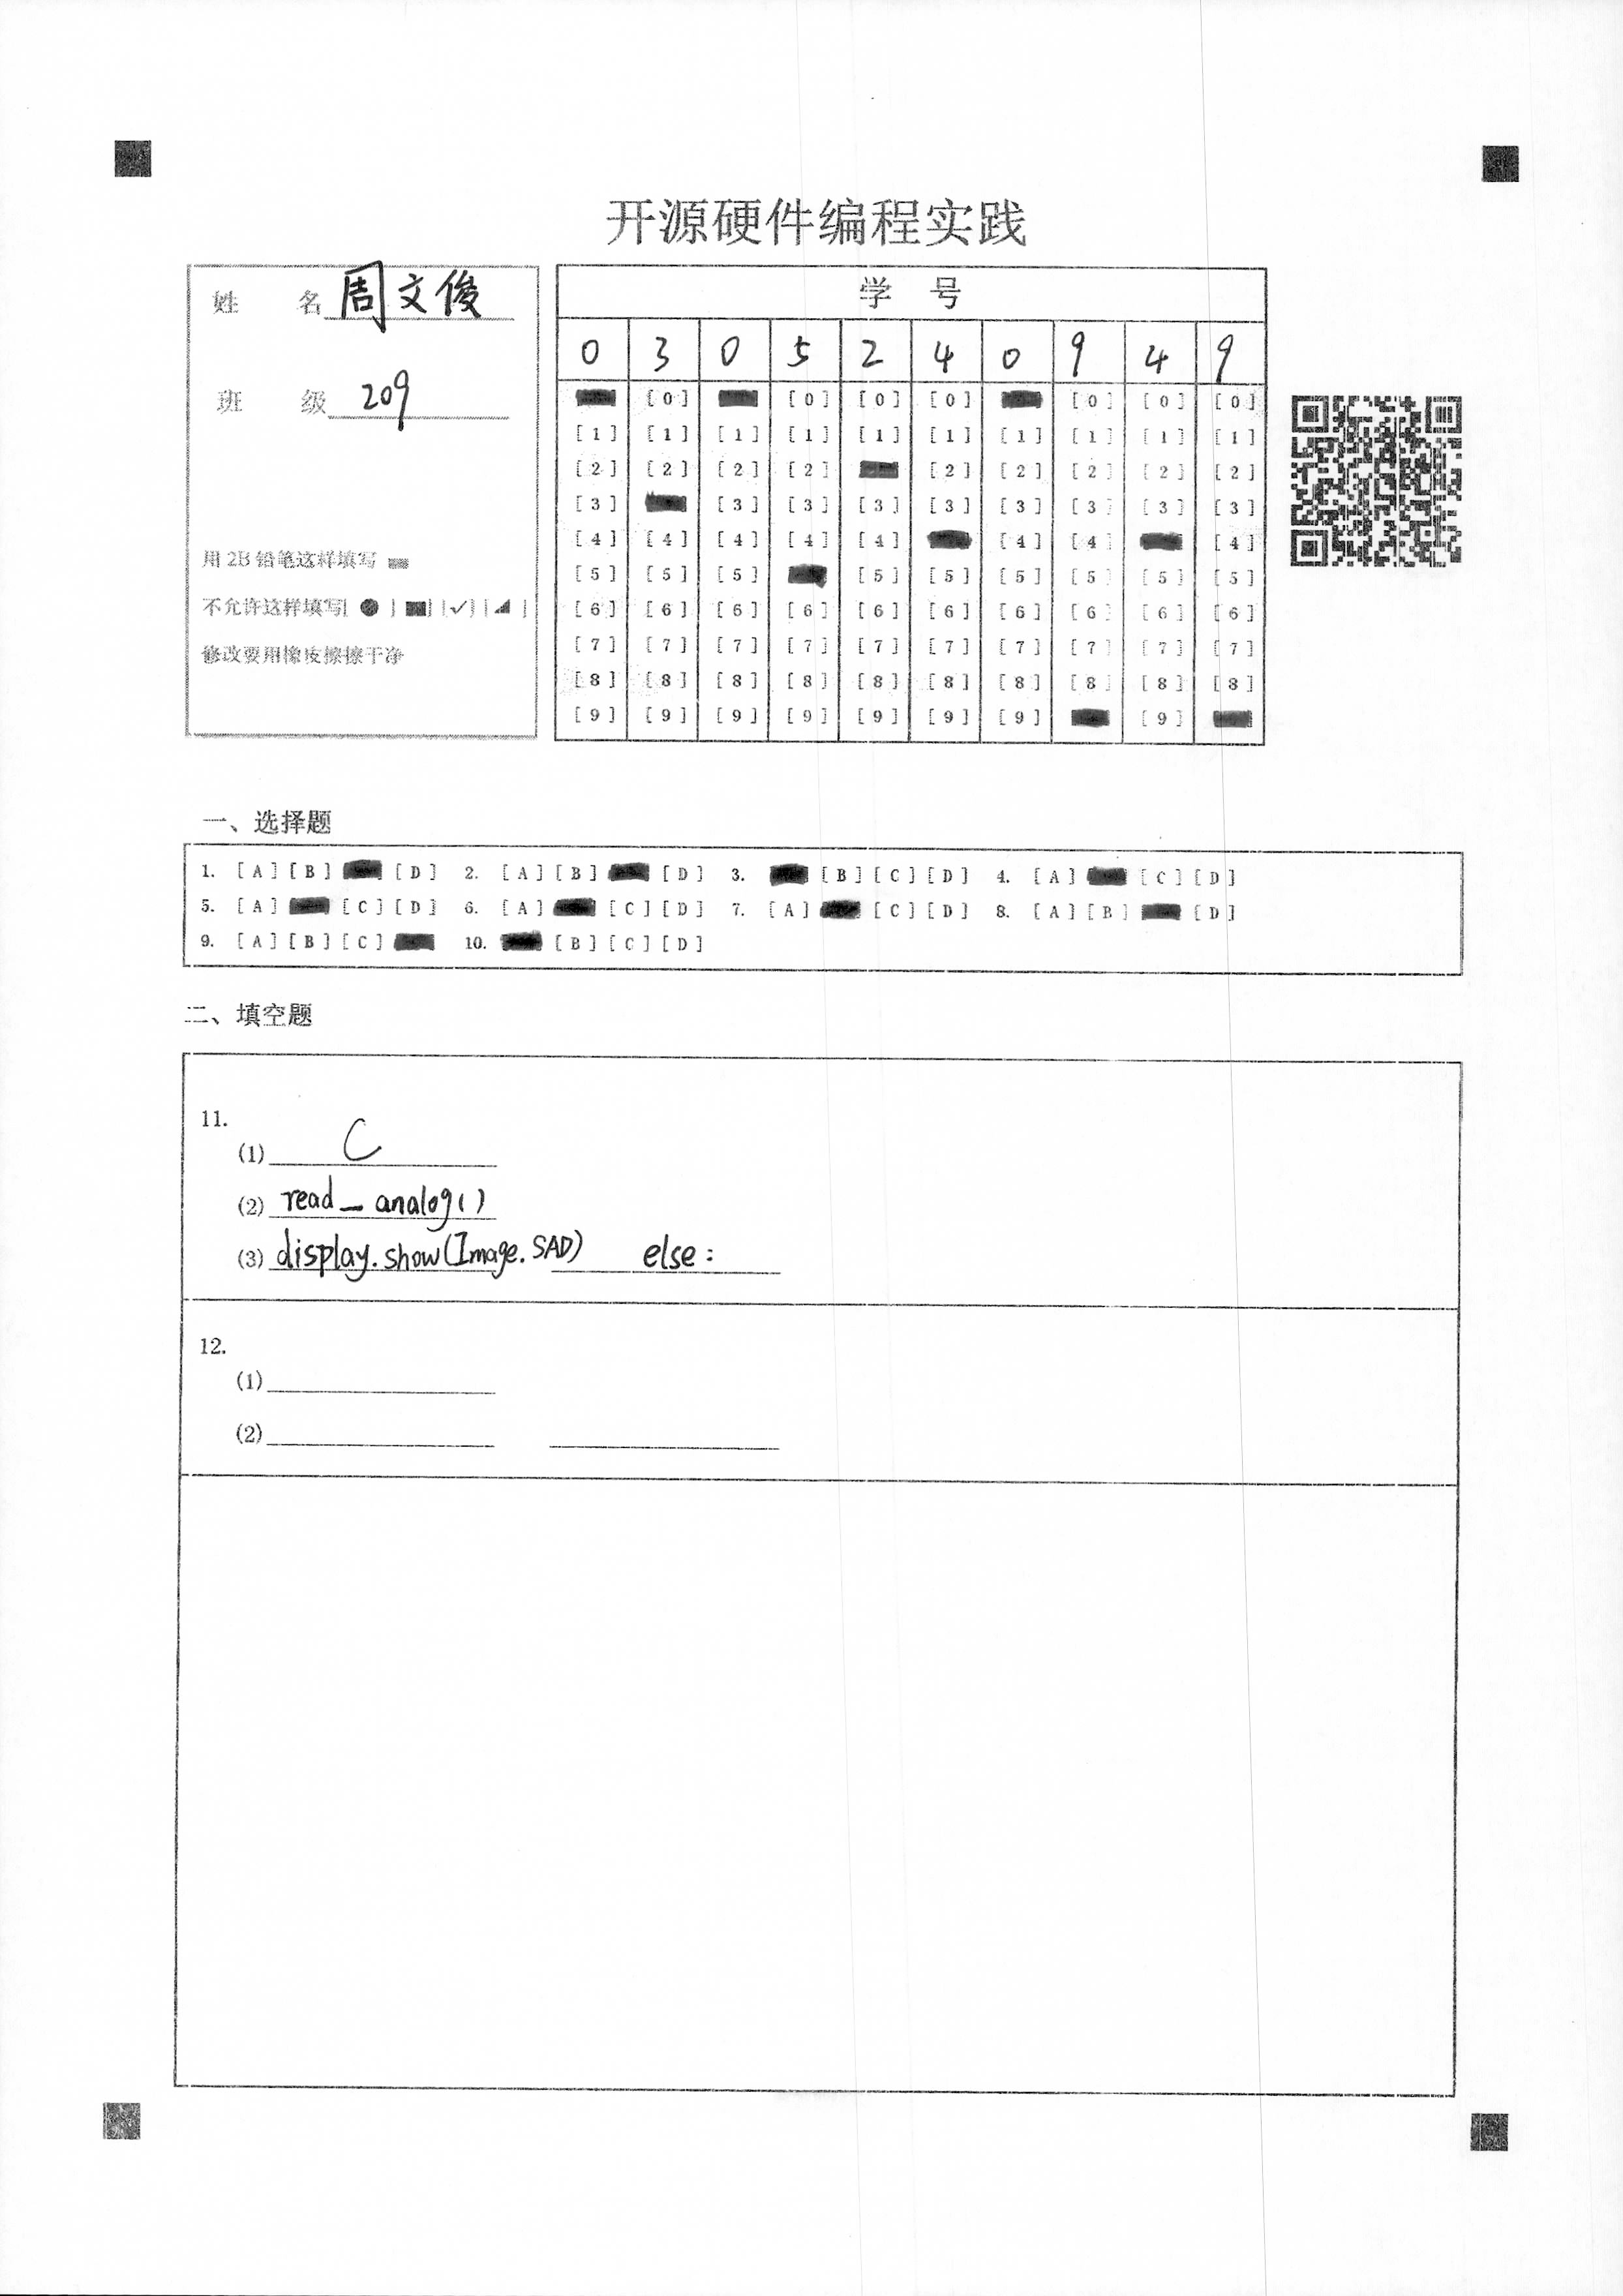 开源硬件编程实践
姓 名 周文俊
班 级 209
用 2B 铅笔这样填写
不允许这样填写[ ● ] [■] [✓] [◢ ]
修改要用橡皮擦擦干净
学 号
0 3 0 5 2 4 0 9 4 9
[0] [0] [0] [0] [0] [0] [0]
[1] [1] [1] [1] [1] [1] [1] [1] [1] [1]
[2] [2] [2] [2] [2] [2] [2] [2] [2]
[3] [3] [3] [3] [3] [3] [3] [3] [3]
[4] [4] [4] [4] [4] [4] [4] [4]
[5] [5] [5] [5] [5] [5] [5] [5] [5]
[6] [6] [6] [6] [6] [6] [6] [6] [6] [6]
[7] [7] [7] [7] [7] [7] [7] [7] [7] [7]
[8] [8] [8] [8] [8] [8] [8] [8] [8] [8]
[9] [9] [9] [9] [9] [9] [9] [9]
一、选择题
1. [A] [B] [D] 2. [A] [B] [D] 3. [B] [C] [D] 4. [A] [C] [D]
5. [A] [C] [D] 6. [A] [C] [D] 7. [A] [C] [D] 8. [A] [B] [D]
9. [A] [B] [C] 10. [B] [C] [D]
二、填空题
11.
(1) C
(2) read_analog()
(3) display.show(Image.SAD) else:
12.
(1)
(2)